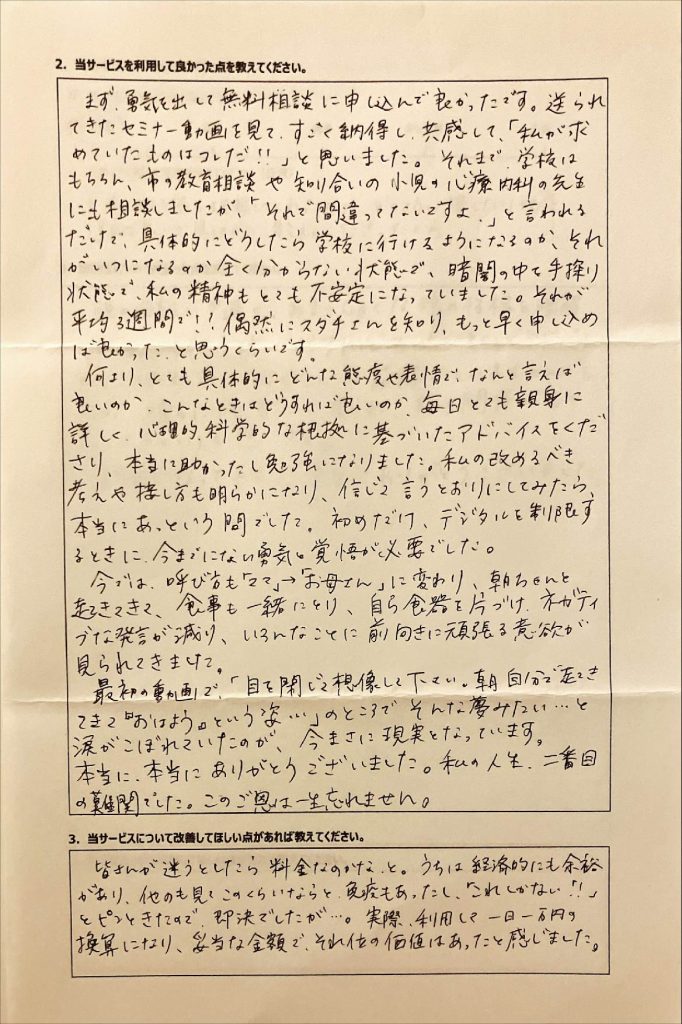 2. 当サービスを利用して良かった点を教えてください。
まず、勇気を出して無料相談に申し込んで良かったです。送られ
てきたセミナー動画を見て、すごく納得し、共感して、「私が求
めていたものはコレだ!!」と思いました。それまで、学校は
もちろん、市の教育相談や知り合いの小児の心療内科の先生
にも相談しましたが、「それで間違ってないですよ。」と言われる
だけで、具体的にどうしたら学校に行けるようになるのか、それ
がいつになるのか全く分からない状態で、暗闇の中を手探り
状態で、私の精神もとても不安定になっていました。それが
平均3週間で!!偶然にスダチさんを知り、もっと早く申し込め
ば良かった、と思うくらいです。
何より、とても具体的にどんな態度や表情で、なんと言えば
良いのか、こんなときはどうすれば良いのか、毎日とても親身に
詳しく、心理的、科学的な根拠に基づいたアドバイスをくだ
さり、本当に助かったし勉強になりました。私の改めるべき
考えや接し方も明らかになり、信じて言うとおりにしてみたら、
本当にあっという間でした。初めだけ、デジタルを制限す
るときに、今までにない勇気と覚悟が必要でした。
今では、呼び方も「ママ」→「お母さん」に変わり、朝ちゃんと
起きてきて、食事も一緒にとり、自ら食器を片づけ、ネガティ
ブな発言が減り、いろんなことに前向きに頑張る意欲が
見られてきました。
最初の動画で、「目を閉じて想像して下さい。朝自分で起きて
きて『おはよう』という姿…」のところでそんな夢みたい…と
涙がこぼれていたのが、今まさに現実となっています。
本当に、本当にありがとうございました。私の人生、二番目
の難関でした。このご恩は一生忘れません。
3. 当サービスについて改善してほしい点があれば教えてください。
皆さんが迷うとしたら料金なのかな、と。うちは経済的にも余裕
があり、他のも見てこのくらいならと、免疫もあったし、「これしかない!!」
とピンときたので、即決でしたが…。実際、利用して一日一万円の
換算になり、妥当な金額で、それ位の価値はあったと感じました。